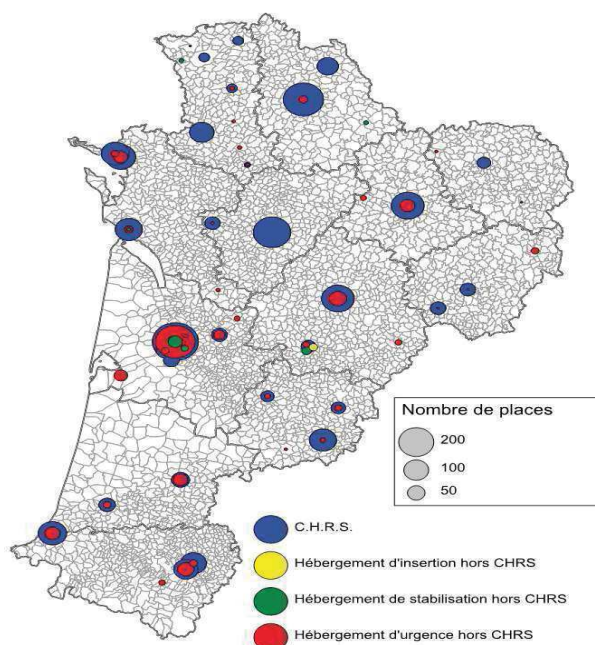 Nombre de places
200
100
50
C.H.R.S.
Hébergement d'insertion hors CHRS
Hébergement de stabilisation hors CHRS
Hébergement d'urgence hors CHRS